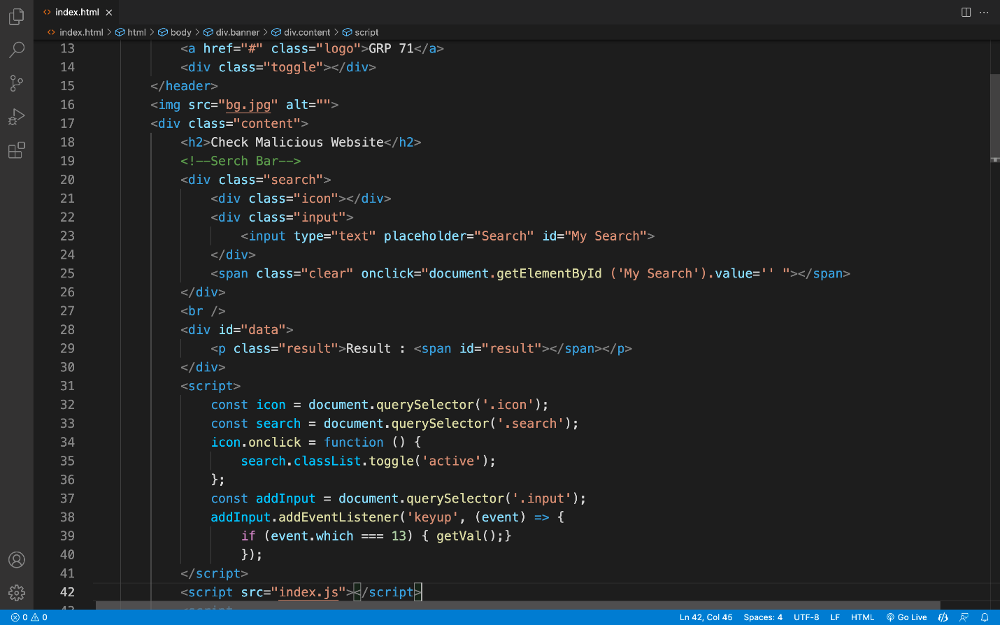 index.html
index.html > html > body > div.banner > div.content > script
13 <a href="#" class="logo">GRP 71</a>
14 <div class="toggle"></div>
15 </header>
16 <img src="bg.jpg" alt="">
17 <div class="content">
18 <h2>Check Malicious Website</h2>
19 <!--Serch Bar-->
20 <div class="search">
21 <div class="icon"></div>
22 <div class="input">
23 <input type="text" placeholder="Search" id="My Search">
24 </div>
25 <span class="clear" onclick="document.getElementById ('My Search').value='' "></span>
26 </div>
27 <br />
28 <div id="data">
29 <p class="result">Result : <span id="result"></span></p>
30 </div>
31 <script>
32 const icon = document.querySelector('.icon');
33 const search = document.querySelector('.search');
34 icon.onclick = function () {
35 search.classList.toggle('active');
36 };
37 const addInput = document.querySelector('.input');
38 addInput.addEventListener('keyup', (event) => {
39 if (event.which === 13) { getVal();}
40 });
41 </script>
42 <script src="index.js"></script>
43 <script
0 0 Ln 42, Col 45 Spaces: 4 UTF-8 LF HTML Go Live